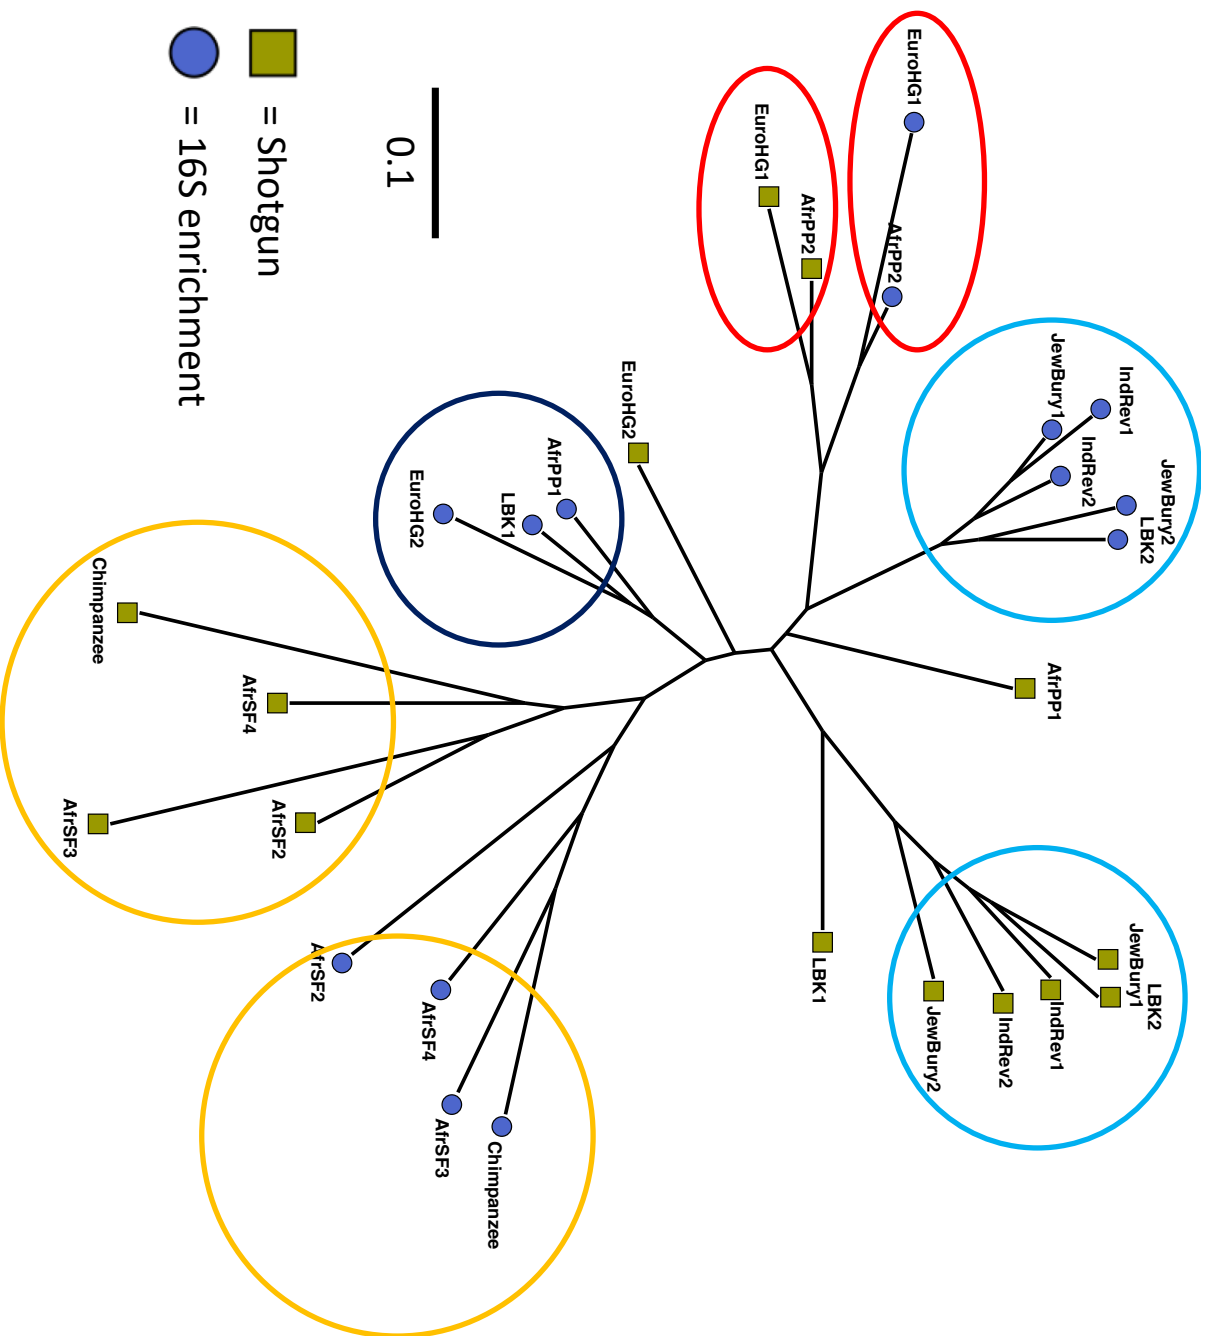 = Shotgun
= 16S enrichment
0.1
EuroHG1
AfrPP2
EuroHG1
AfrPP2
IndRev1
JewBury1
IndRev2
JewBury2
LBK2
EuroHG2
AfrPP1
LBK1
EuroHG2
AfrPP1
Chimpanzee
AfrSF4
AfrSF3
AfrSF2
AfrSF2
AfrSF4
AfrSF3
Chimpanzee
LBK1
JewBury2
IndRev2
IndRev1
JewBury1
LBK2